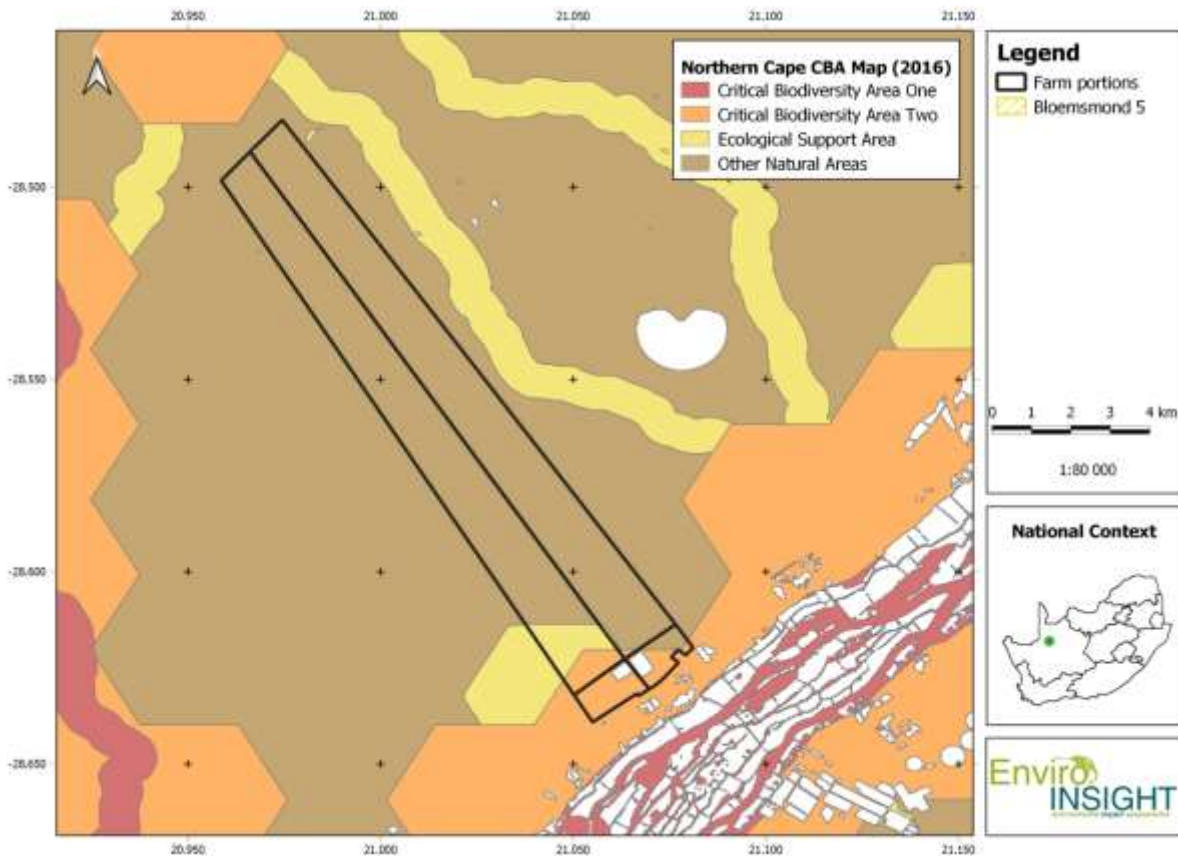 20.950 21.000 21.050 21.100 21.150
Northern Cape CBA Map (2016)
Critical Biodiversity Area One
Critical Biodiversity Area Two
Ecological Support Area
Other Natural Areas
-28.500
-28.550
-28.600
-28.650
20.950 21.000 21.050 21.100 21.150
Legend
Farm portions
Bloemsmond 5
0 1 2 3 4 km
1:80 000
National Context
Enviro
INSIGHT